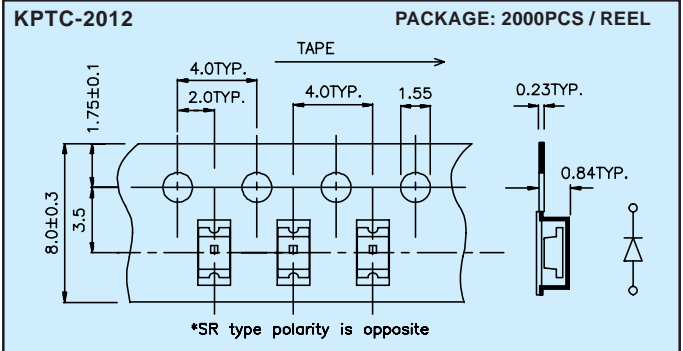 KPTC-2012
PACKAGE: 2000PCS / REEL
TAPE
4.0TYP.
2.0TYP.
4.0TYP.
1.55
0.23TYP.
1.75±0.1
0.84TYP.
8.0±0.3
3.5
*SR type polarity is opposite